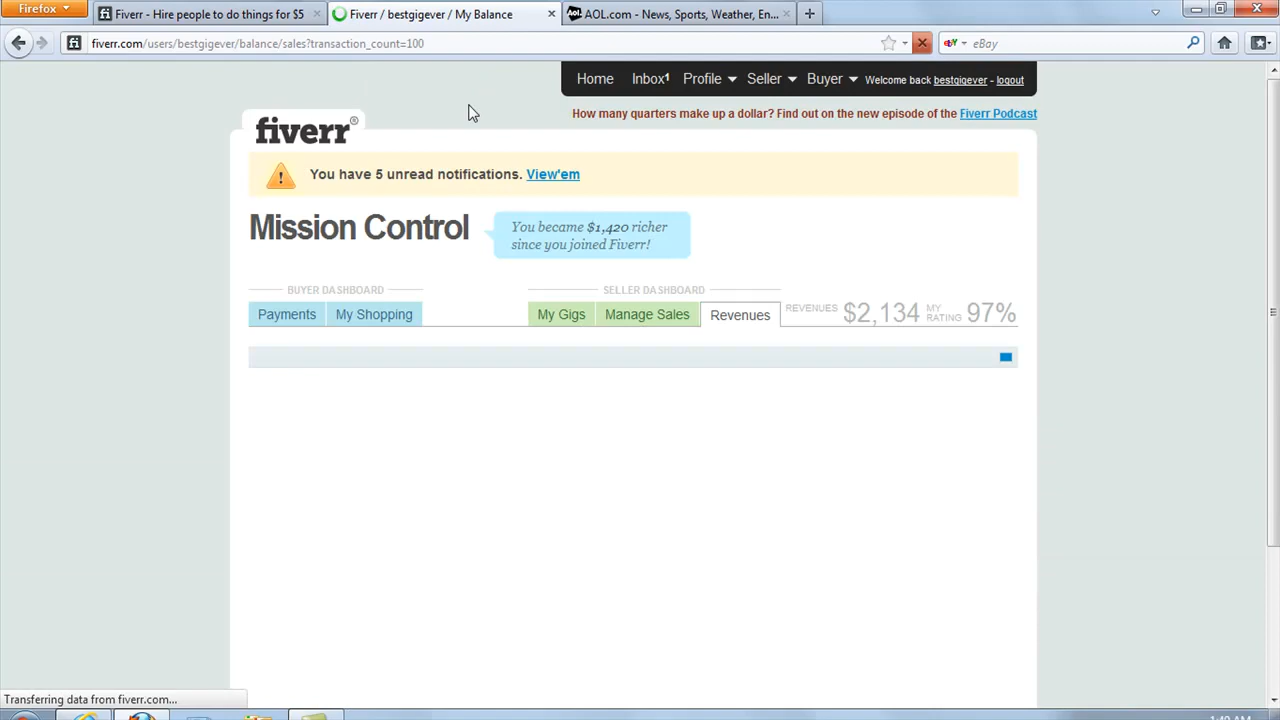 Firefox
Fiverr - Hire people to do things for $5
Fiverr / bestgigever / My Balance
AOL.com - News, Sports, Weather, En...
fiverr.com/users/bestgigever/balance/sales?transaction_count=100
eBay
Home Inbox1 Profile Seller Buyer Welcome back bestgigever - logout
How many quarters make up a dollar? Find out on the new episode of the Fiverr Podcast
fiverr®
You have 5 unread notifications. View'em
Mission Control
You became $1,420 richer
since you joined Fiverr!
BUYER DASHBOARD
SELLER DASHBOARD
Payments My Shopping
My Gigs Manage Sales Revenues
REVENUES $2,134 MY RATING 97%
Transferring data from fiverr.com...